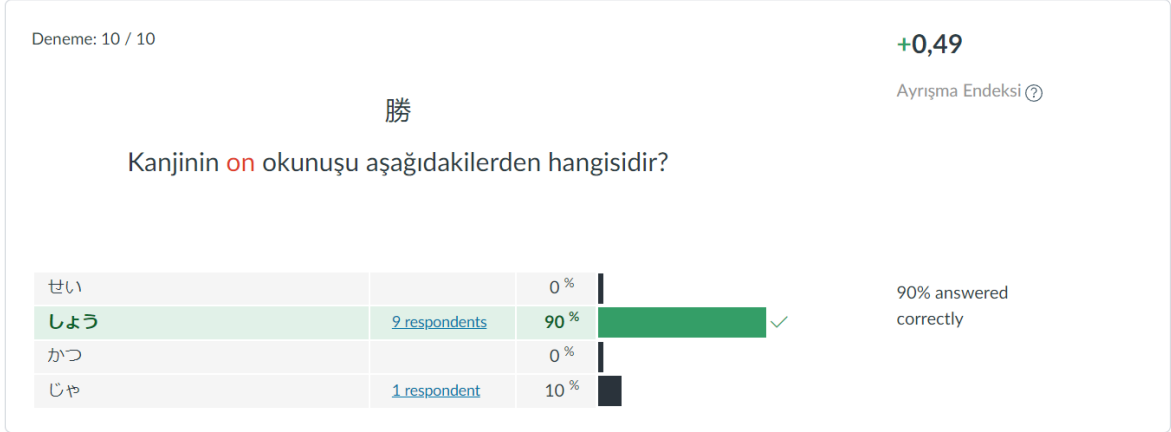 Deneme: 10 / 10
+0,49
Ayrışma Endeksi ?
勝
Kanjinin on okunuşu aşağıdakilerden hangisidir?
せい 0 %
しょう 9 respondents 90 %
かつ 0 %
じゃ 1 respondent 10 %
90% answered
correctly